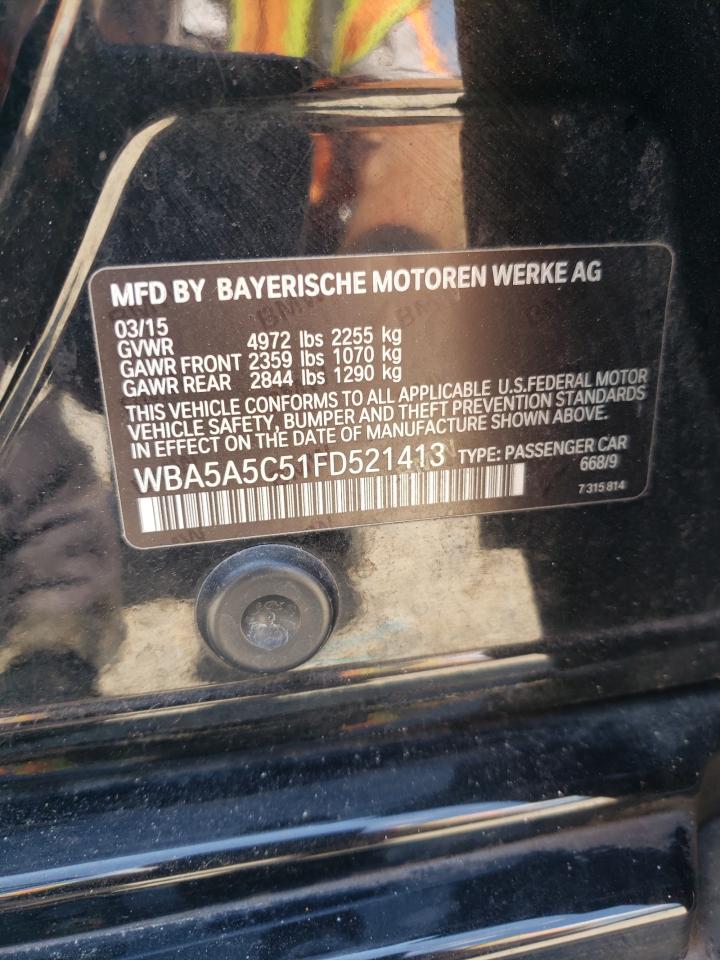 MFD BY BAYERISCHE MOTOREN WERKE AG
03/15
GVWR 4972 lbs 2255 kg
GAWR FRONT 2359 lbs 1070 kg
GAWR REAR 2844 lbs 1290 kg
THIS VEHICLE CONFORMS TO ALL APPLICABLE U.S.FEDERAL MOTOR
VEHICLE SAFETY, BUMPER AND THEFT PREVENTION STANDARDS
IN EFFECT ON THE DATE OF MANUFACTURE SHOWN ABOVE.
WBA5A5C51FD521413 TYPE: PASSENGER CAR
668/9
7 315 814